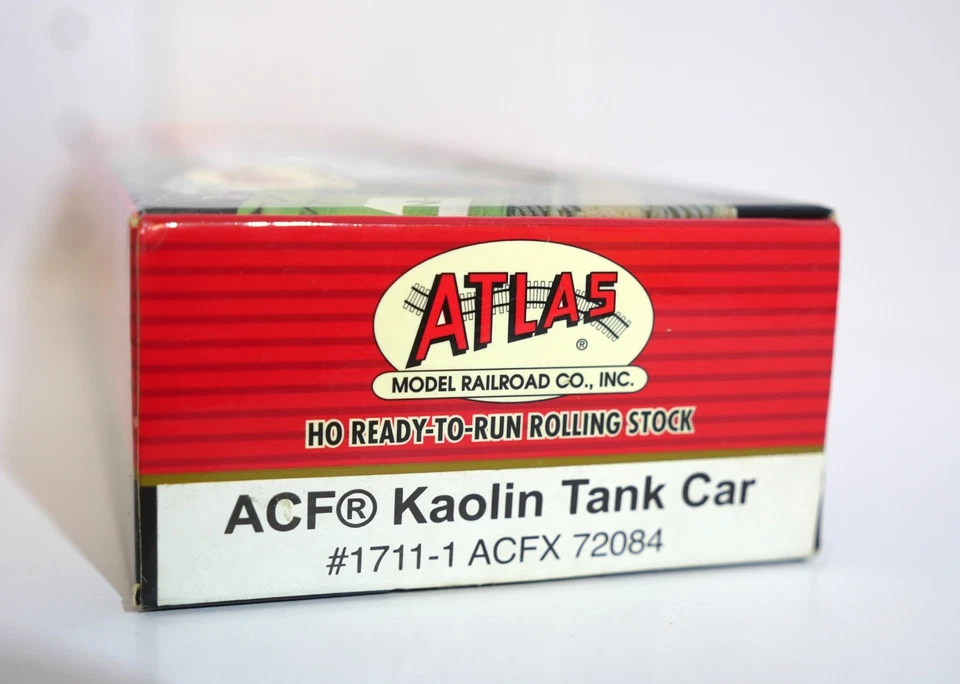 ATLAS
®
MODEL RAILROAD CO., INC.
HO READY-TO-RUN ROLLING STOCK
ACF® Kaolin Tank Car
#1711-1 ACFX 72084